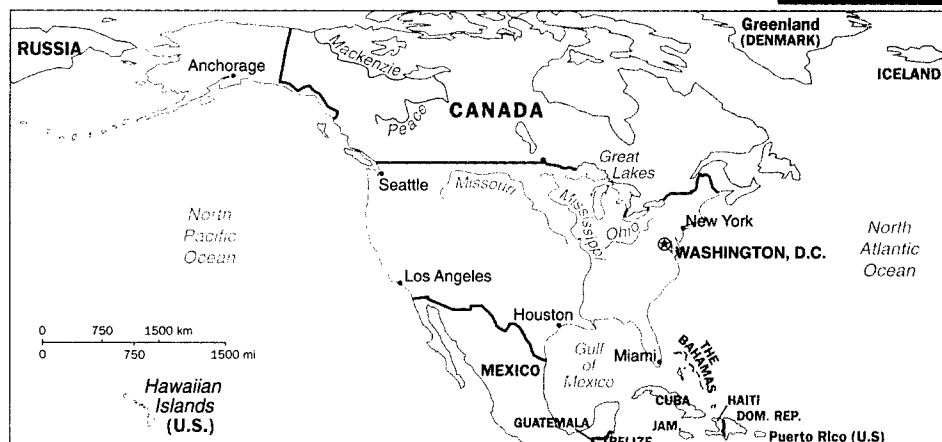 Greenland
(DENMARK)
RUSSIA
ICELAND
Anchorage
Mackenzie
Peace
CANADA
Great
Lakes
Seattle
Missouri
Mississippi
Ohio
New York
North
Pacific
Ocean
WASHINGTON, D.C.
North
Atlantic
Ocean
Los Angeles
Houston
0 750 1500 km
0 750 1500 mi
Gulf
of
Mexico
Miami
THE
BAHAMAS
MEXICO
Hawaiian
Islands
(U.S.)
CUBA
HAITI
DOM. REP.
GUATEMALA
JAM.
BELIZE
Puerto Rico (U.S)